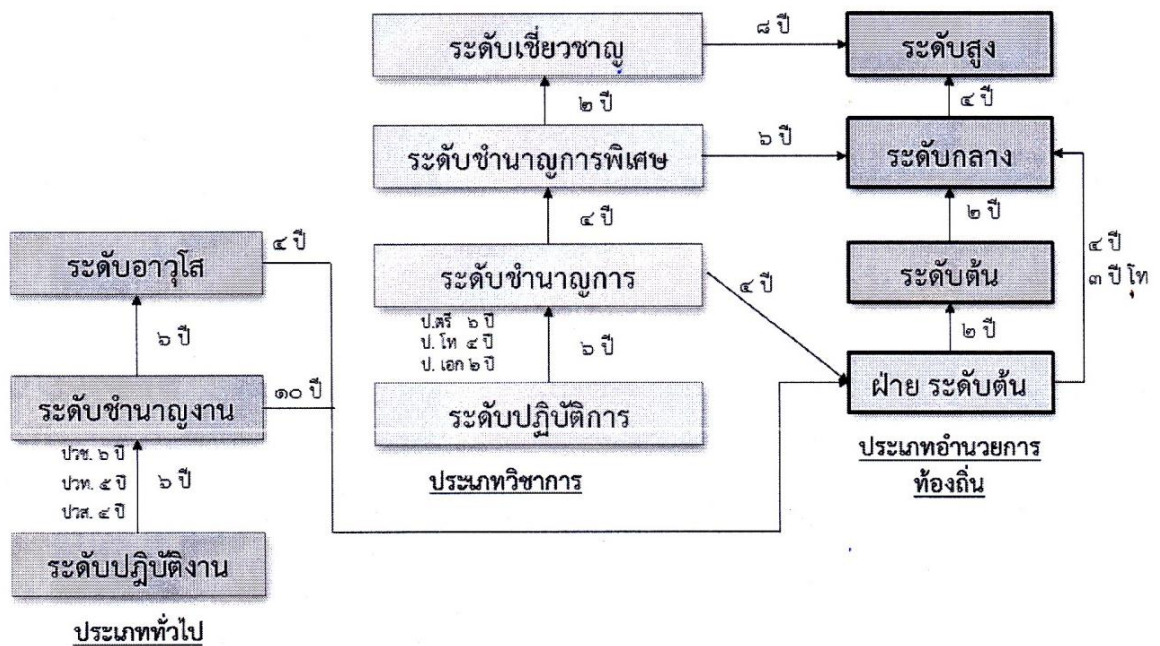 ระดับเชี่ยวชาญ
๘ ปี
ระดับสูง
๒ ปี
๔ ปี
ระดับชำนาญการพิเศษ
๖ ปี
ระดับกลาง
๔ ปี
๒ ปี
ระดับอาวุโส
๔ ปี
ระดับชำนาญการ
๔ ปี
ระดับต้น
๔ ปี
๓ ปี โท
๖ ปี
ป.ตรี ๖ ปี
ป. โท ๔ ปี
ป. เอก ๒ ปี
๖ ปี
๒ ปี
ระดับชำนาญงาน
๑๐ ปี
ระดับปฏิบัติการ
ฝ่าย ระดับต้น
ปวช. ๖ ปี
ปวท. ๕ ปี
ปวส. ๔ ปี
๖ ปี
ประเภทวิชาการ
ประเภทอำนวยการ
ท้องถิ่น
ระดับปฏิบัติงาน
ประเภททั่วไป